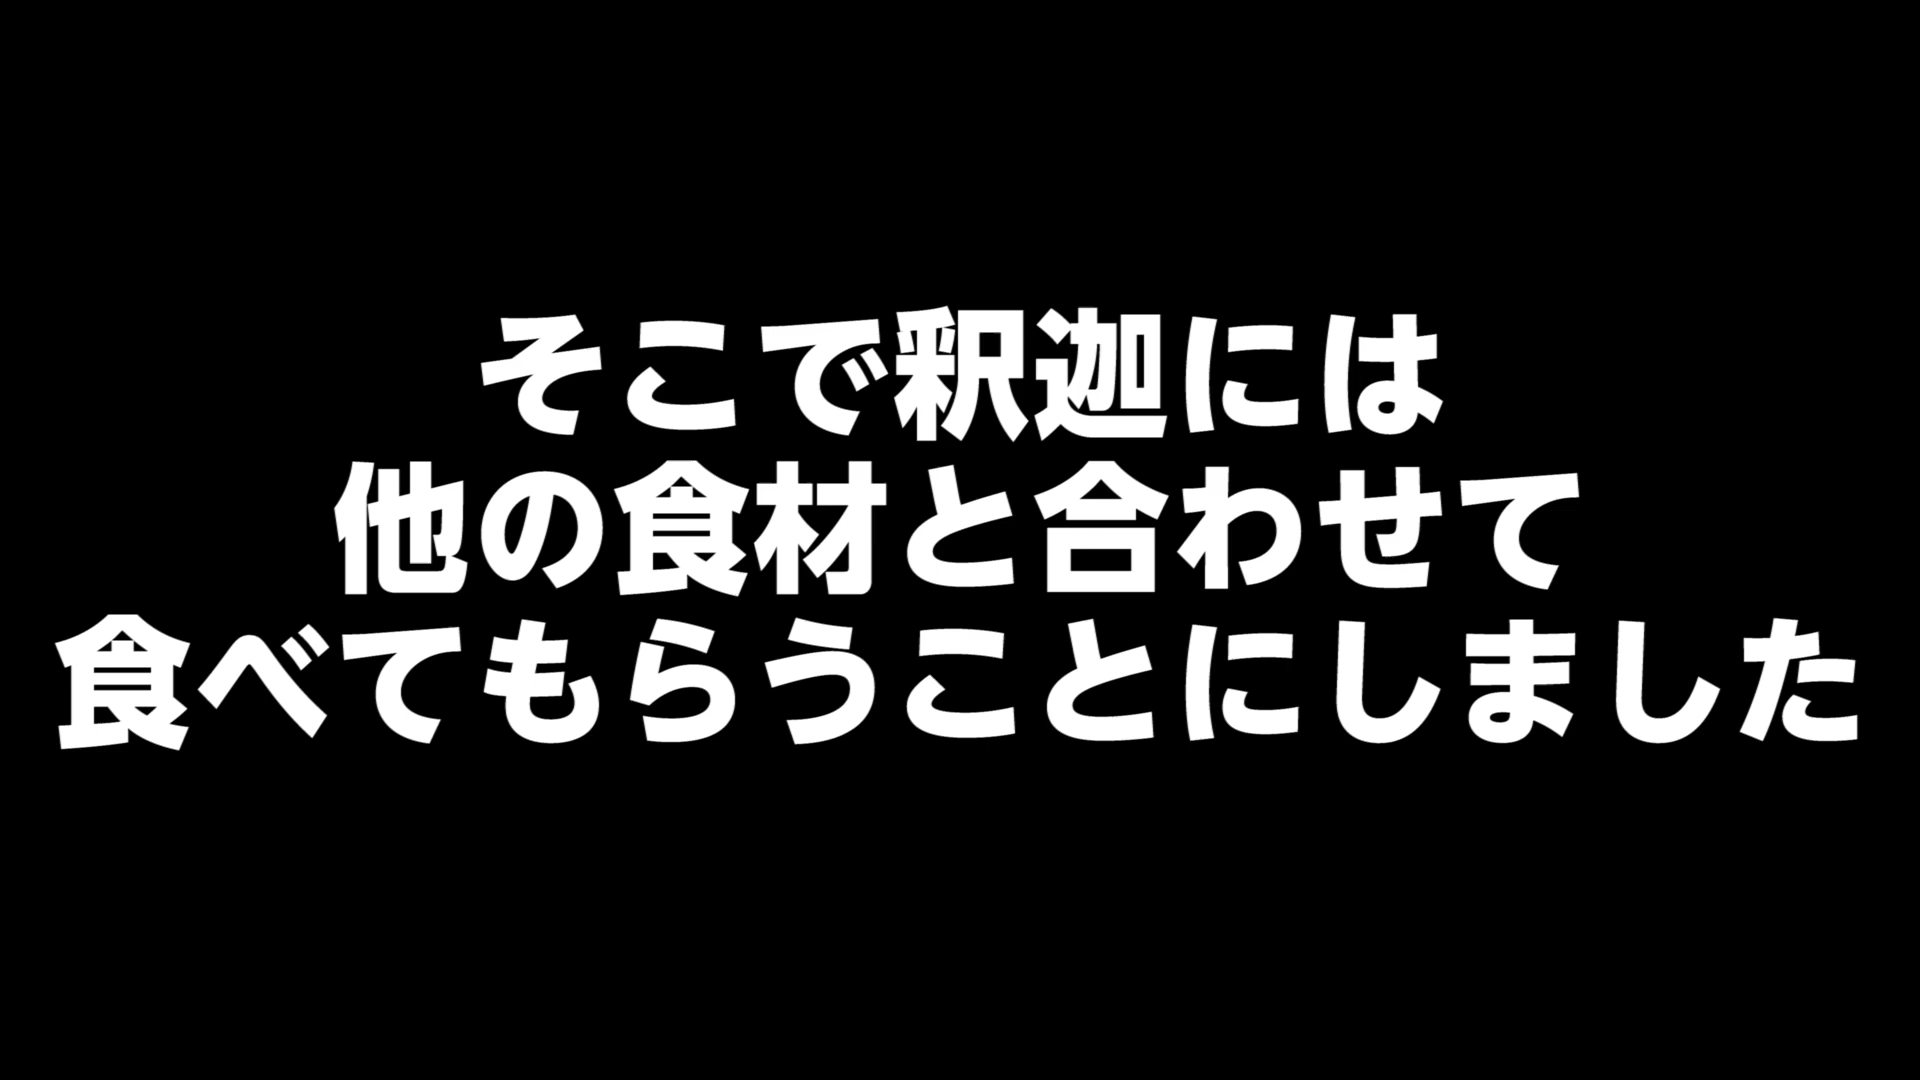 そこで釈迦には
他の食材と合わせて
食べてもらうことにしました